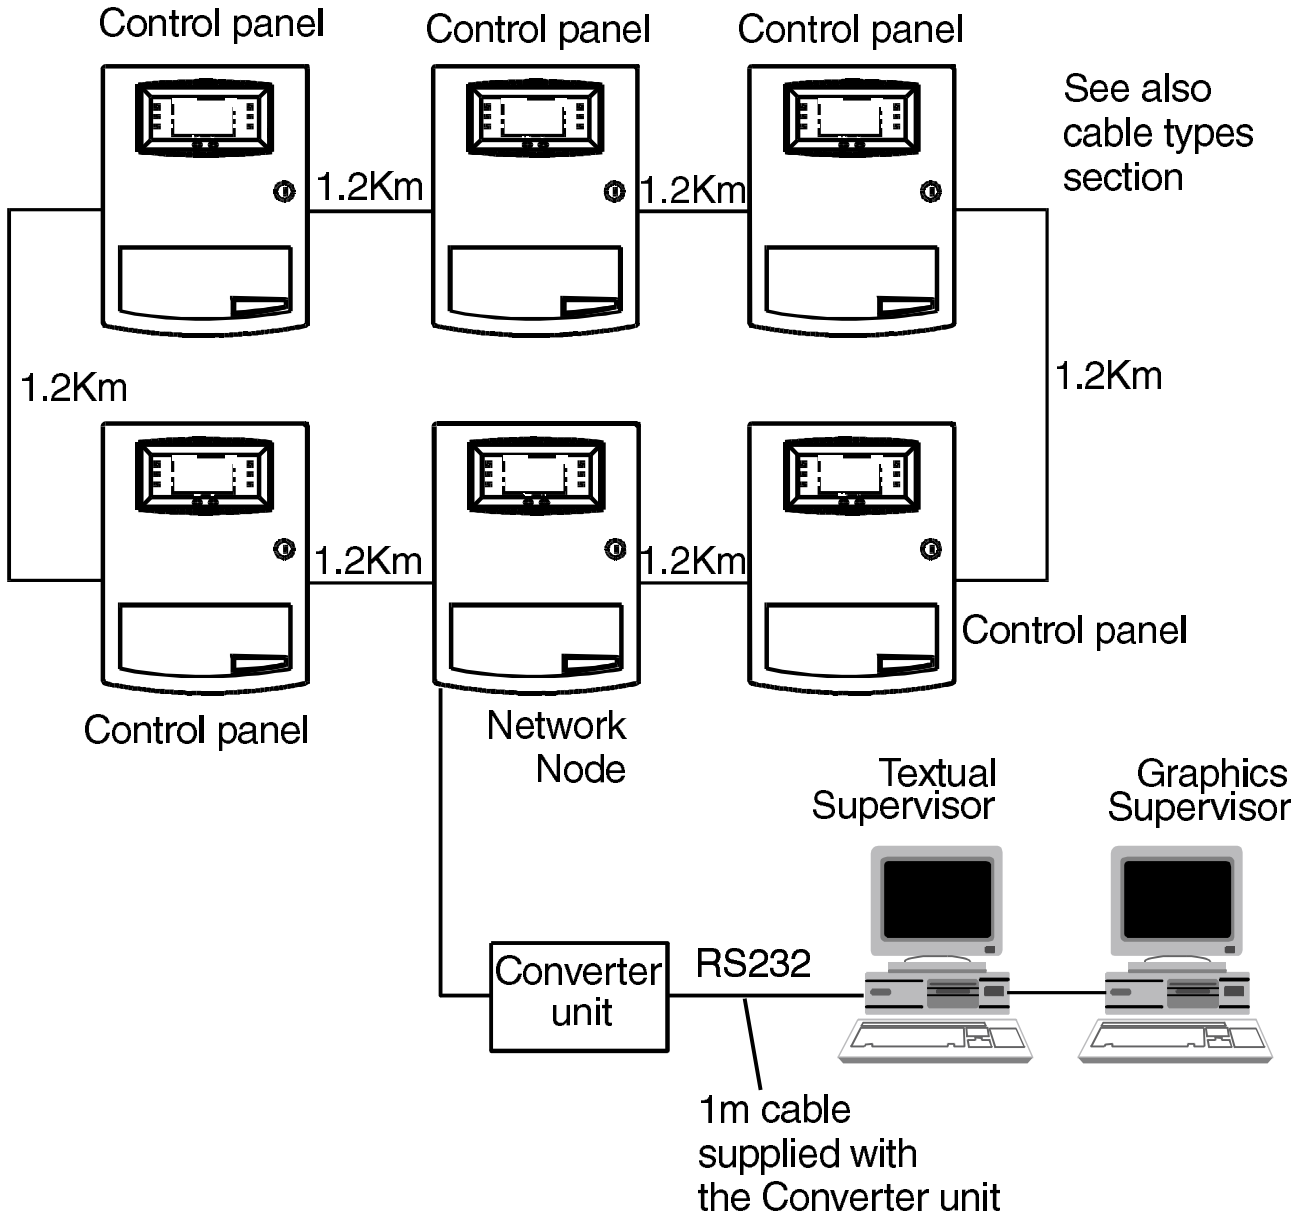 Control panel
Control panel
Control panel
See also
cable types
section
1.2Km
1.2Km
1.2Km
1.2Km
1.2Km
1.2Km
Control panel
Control panel
Network
Node
Textual
Supervisor
Graphics
Supervisor
Converter
unit
RS232
1m cable
supplied with
the Converter unit